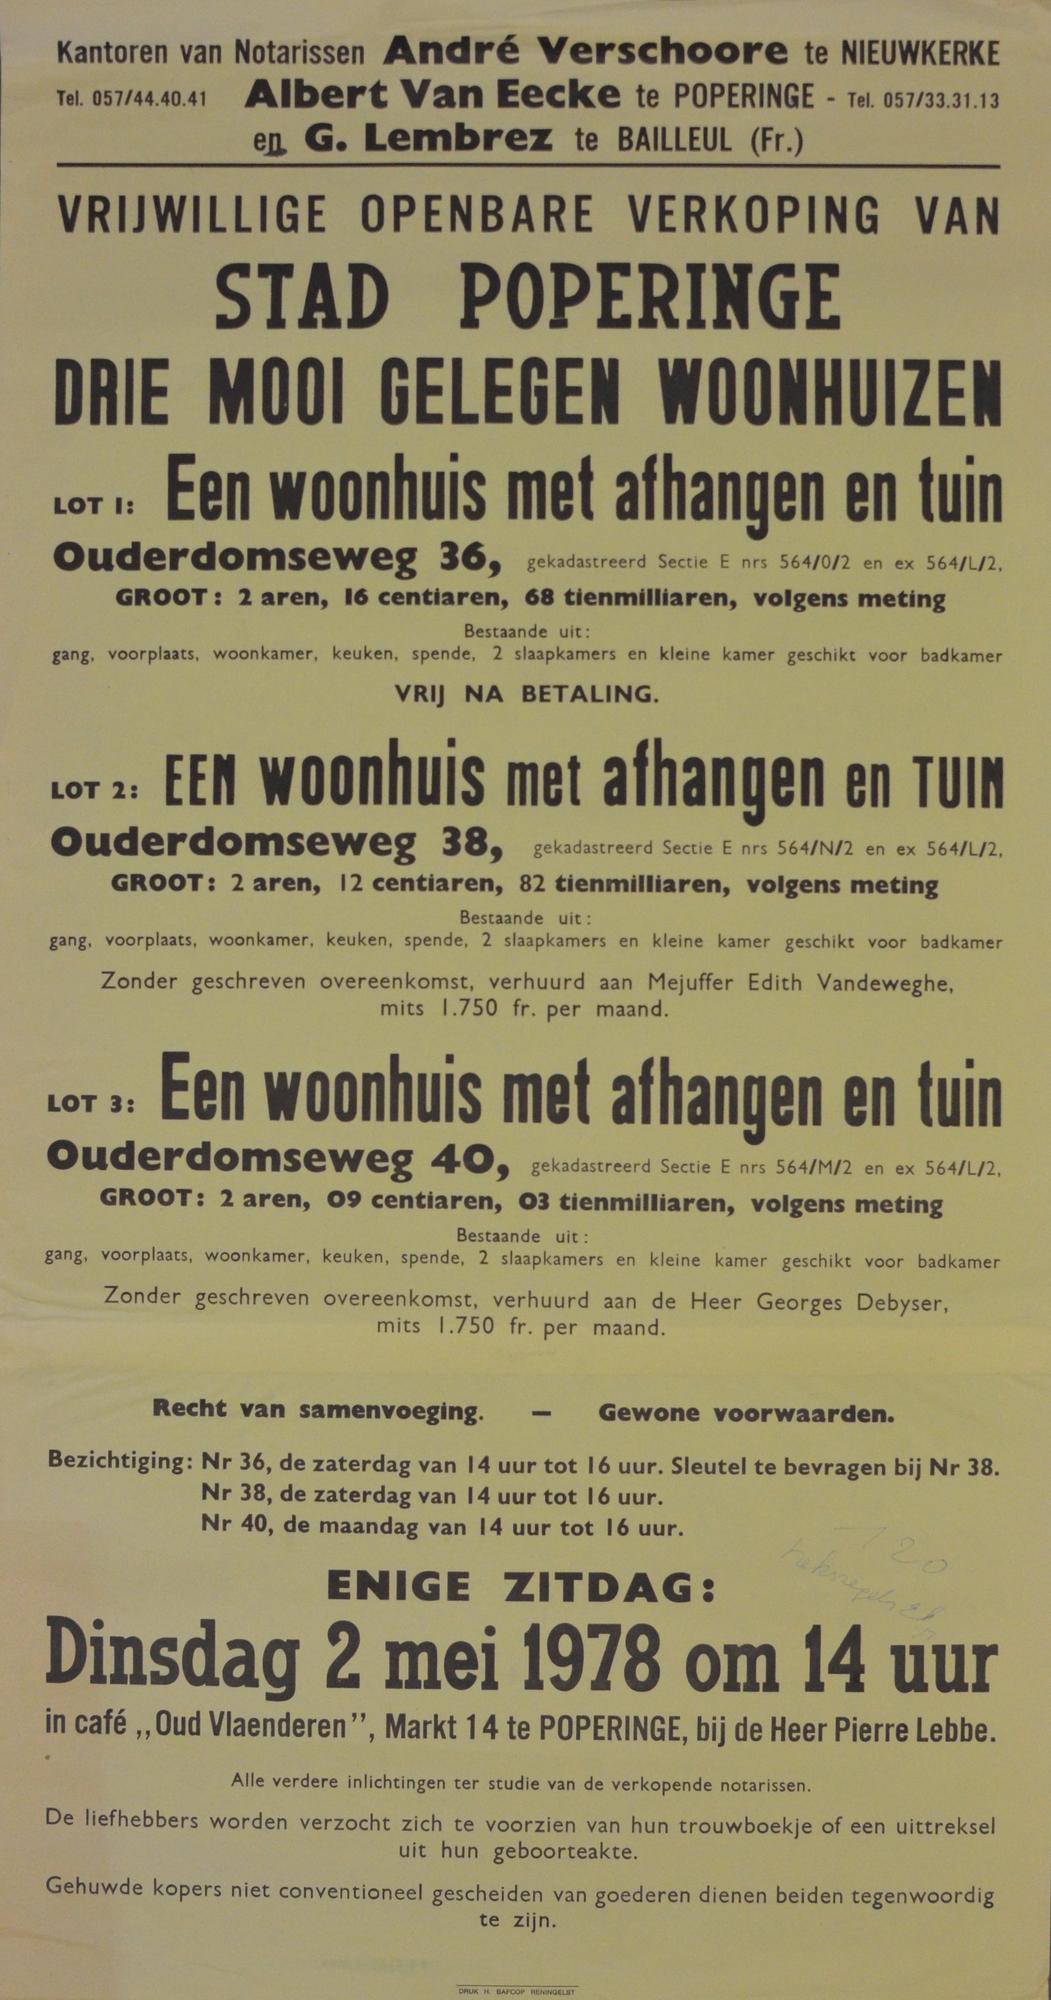 Kantoren van Notarissen André Verschoore te NIEUWKERKE
Tel. 057/44.40.41 Albert Van Eecke te POPERINGE - Tel. 057/33.31.13
en G. Lembrez te BAILLEUL (Fr.)
VRIJWILLIGE OPENBARE VERKOPING VAN
STAD POPERINGE
DRIE MOOI GELEGEN WOONHUIZEN
LOT 1: Een woonhuis met afhangen en tuin
Ouderdomseweg 36, gekadastreerd Sectie E nrs 564/0/2 en ex 564/L/2,
GROOT: 2 aren, 16 centiaren, 68 tienmilliaren, volgens meting
Bestaande uit:
gang, voorplaats, woonkamer, keuken, spende, 2 slaapkamers en kleine kamer geschikt voor badkamer
VRIJ NA BETALING.
LOT 2: EEN woonhuis met afhangen en TUIN
Ouderdomseweg 38, gekadastreerd Sectie E nrs 564/N/2 en ex 564/L/2,
GROOT: 2 aren, 12 centiaren, 82 tienmilliaren, volgens meting
Bestaande uit:
gang, voorplaats, woonkamer, keuken, spende, 2 slaapkamers en kleine kamer geschikt voor badkamer
Zonder geschreven overeenkomst, verhuurd aan Mejuffer Edith Vandeweghe,
mits 1.750 fr. per maand.
LOT 3: Een woonhuis met afhangen en tuin
Ouderdomseweg 40, gekadastreerd Sectie E nrs 564/M/2 en ex 564/L/2,
GROOT: 2 aren, 09 centiaren, 03 tienmilliaren, volgens meting
Bestaande uit:
gang, voorplaats, woonkamer, keuken, spende, 2 slaapkamers en kleine kamer geschikt voor badkamer
Zonder geschreven overeenkomst, verhuurd aan de Heer Georges Debyser,
mits 1.750 fr. per maand.
Recht van samenvoeging. — Gewone voorwaarden.
Bezichtiging: Nr 36, de zaterdag van 14 uur tot 16 uur. Sleutel te bevragen bij Nr 38.
Nr 38, de zaterdag van 14 uur tot 16 uur.
Nr 40, de maandag van 14 uur tot 16 uur.
120
ENIGE ZITDAG:
Dinsdag 2 mei 1978 om 14 uur
in café „Oud Vlaenderen”, Markt 14 te POPERINGE, bij de Heer Pierre Lebbe.
Alle verdere inlichtingen ter studie van de verkopende notarissen.
De liefhebbers worden verzocht zich te voorzien van hun trouwboekje of een uittreksel
uit hun geboorteakte.
Gehuwde kopers niet conventioneel gescheiden van goederen dienen beiden tegenwoordig
te zijn.
DRUK H. BAFCOP RENINGELST